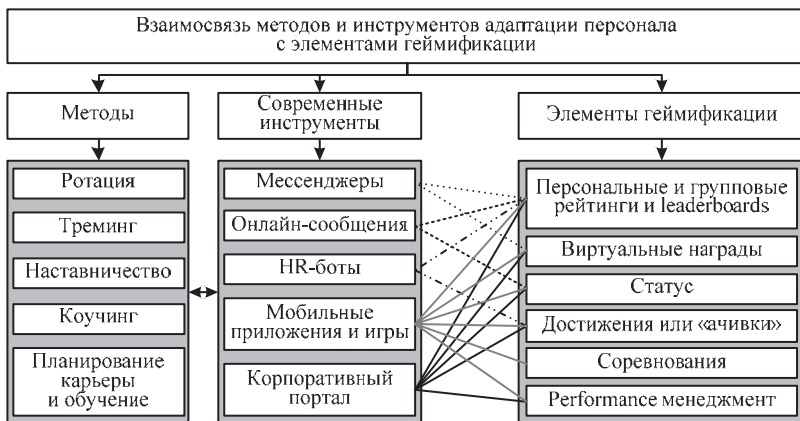 Взаимосвязь методов и инструментов адаптации персонала
с элементами геймификации
Методы
Современные
инструменты
Элементы геймификации
Ротация
Треминг
Наставничество
Коучинг
Планирование
карьеры
и обучение
Мессенджеры
Онлайн-сообщения
HR-боты
Мобильные
приложения и игры
Корпоративный
портал
Персональные и групповые
рейтинги и leaderboards
Виртуальные награды
Статус
Достижения или «ачивки»
Соревнования
Performance менеджмент